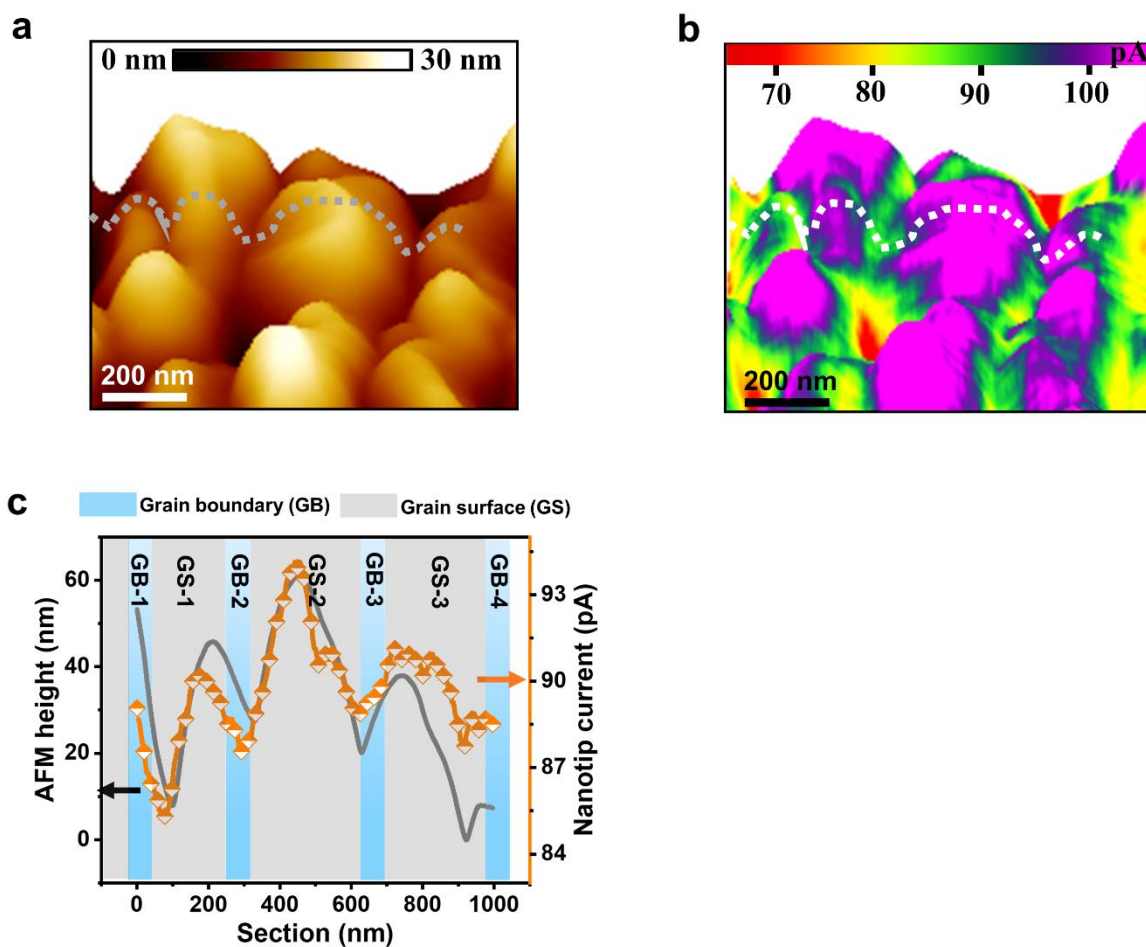 a
0 nm 30 nm
200 nm
b
pA
70 80 90 100
200 nm
c
Grain boundary (GB) Grain surface (GS)
GB-1 GS-1 GB-2 GS-2 GB-3 GS-3 GB-4
AFM height (nm)
60
40
20
0
93
90
87
84
Nanotip current (pA)
0 200 400 600 800 1000
Section (nm)